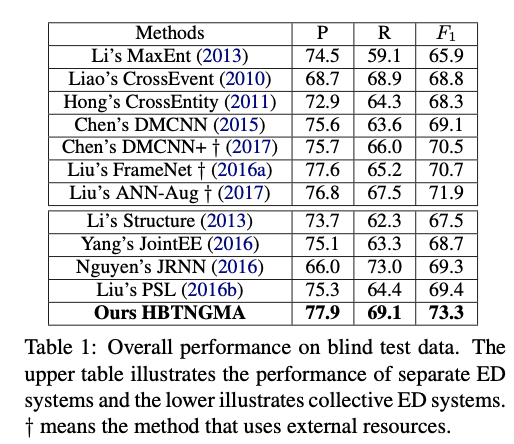 Methods P R F1
Li's MaxEnt (2013) 74.5 59.1 65.9
Liao's CrossEvent (2010) 68.7 68.9 68.8
Hong's CrossEntity (2011) 72.9 64.3 68.3
Chen's DMCNN (2015) 75.6 63.6 69.1
Chen's DMCNN+ † (2017) 75.7 66.0 70.5
Liu's FrameNet † (2016a) 77.6 65.2 70.7
Liu's ANN-Aug † (2017) 76.8 67.5 71.9
Li's Structure (2013) 73.7 62.3 67.5
Yang's JointEE (2016) 75.1 63.3 68.7
Nguyen's JRNN (2016) 66.0 73.0 69.3
Liu's PSL (2016b) 75.3 64.4 69.4
Ours HBTNGMA 77.9 69.1 73.3
Table 1: Overall performance on blind test data. The
upper table illustrates the performance of separate ED
systems and the lower illustrates collective ED systems.
† means the method that uses external resources.